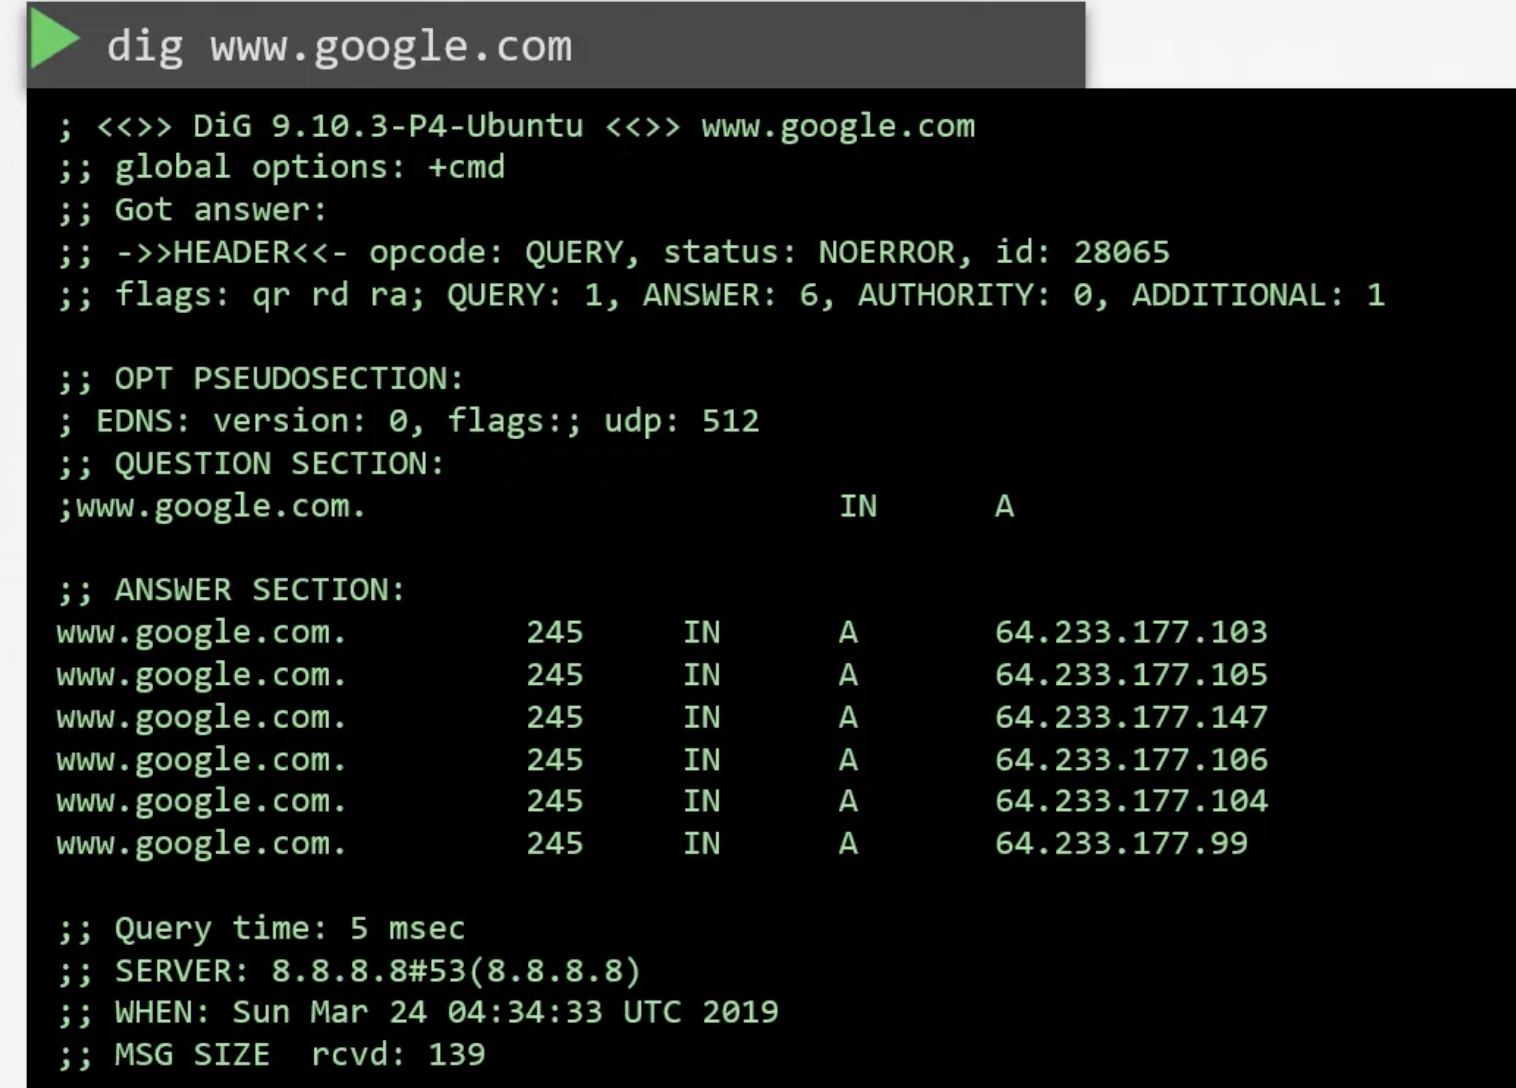 dig www.google.com
; <<>> DiG 9.10.3-P4-Ubuntu <<>> www.google.com
;; global options: +cmd
;; Got answer:
;; ->>HEADER<<- opcode: QUERY, status: NOERROR, id: 28065
;; flags: qr rd ra; QUERY: 1, ANSWER: 6, AUTHORITY: 0, ADDITIONAL: 1
;; OPT PSEUDOSECTION:
; EDNS: version: 0, flags:; udp: 512
;; QUESTION SECTION:
;www.google.com. IN A
;; ANSWER SECTION:
www.google.com. 245 IN A 64.233.177.103
www.google.com. 245 IN A 64.233.177.105
www.google.com. 245 IN A 64.233.177.147
www.google.com. 245 IN A 64.233.177.106
www.google.com. 245 IN A 64.233.177.104
www.google.com. 245 IN A 64.233.177.99
;; Query time: 5 msec
;; SERVER: 8.8.8.8#53(8.8.8.8)
;; WHEN: Sun Mar 24 04:34:33 UTC 2019
;; MSG SIZE rcvd: 139